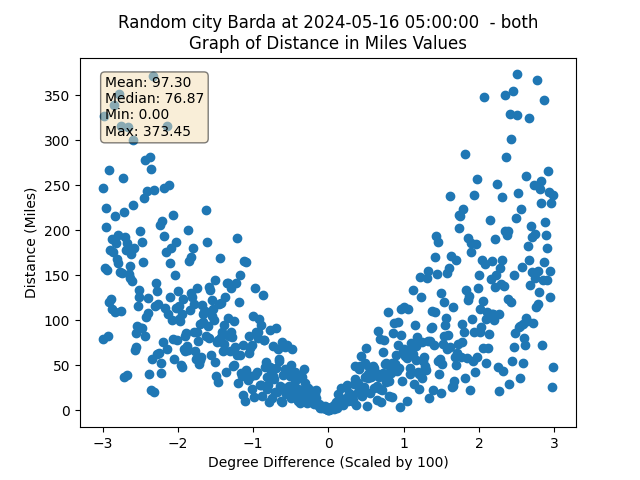 Random city Barda at 2024-05-16 05:00:00  - both
Graph of Distance in Miles Values
Mean: 97.30
Median: 76.87
Min: 0.00
Max: 373.45
Distance (Miles)
350
300
250
200
150
100
50
0
−3
−2
−1
0
1
2
3
Degree Difference (Scaled by 100)